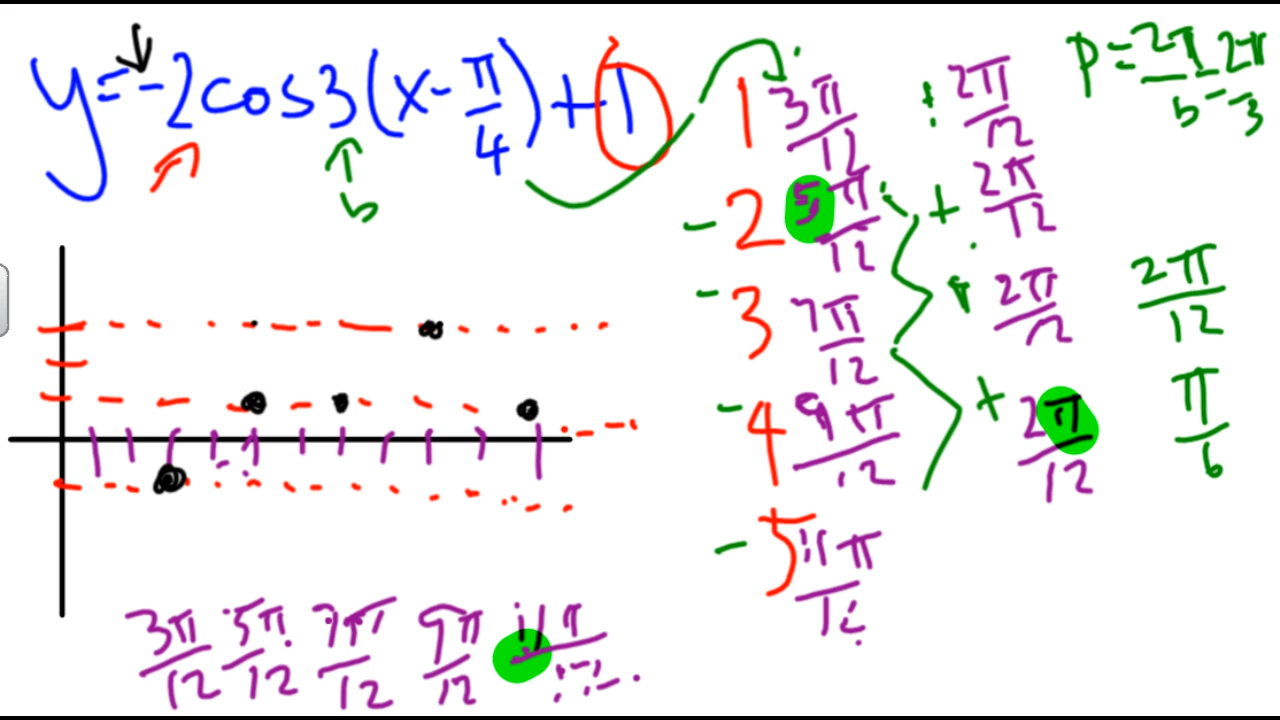 y = -2cos3(x - π/4) + 1
b
p = 2π/b = 2π/3
1 3π/12 + 2π/12
-2 5π/12 + 2π/12
-3 7π/12 + 2π/12 2π/12
-4 9π/12 + 2π/12 π/6
-5 11π/12
3π/12 5π/12 7π/12 9π/12 11π/